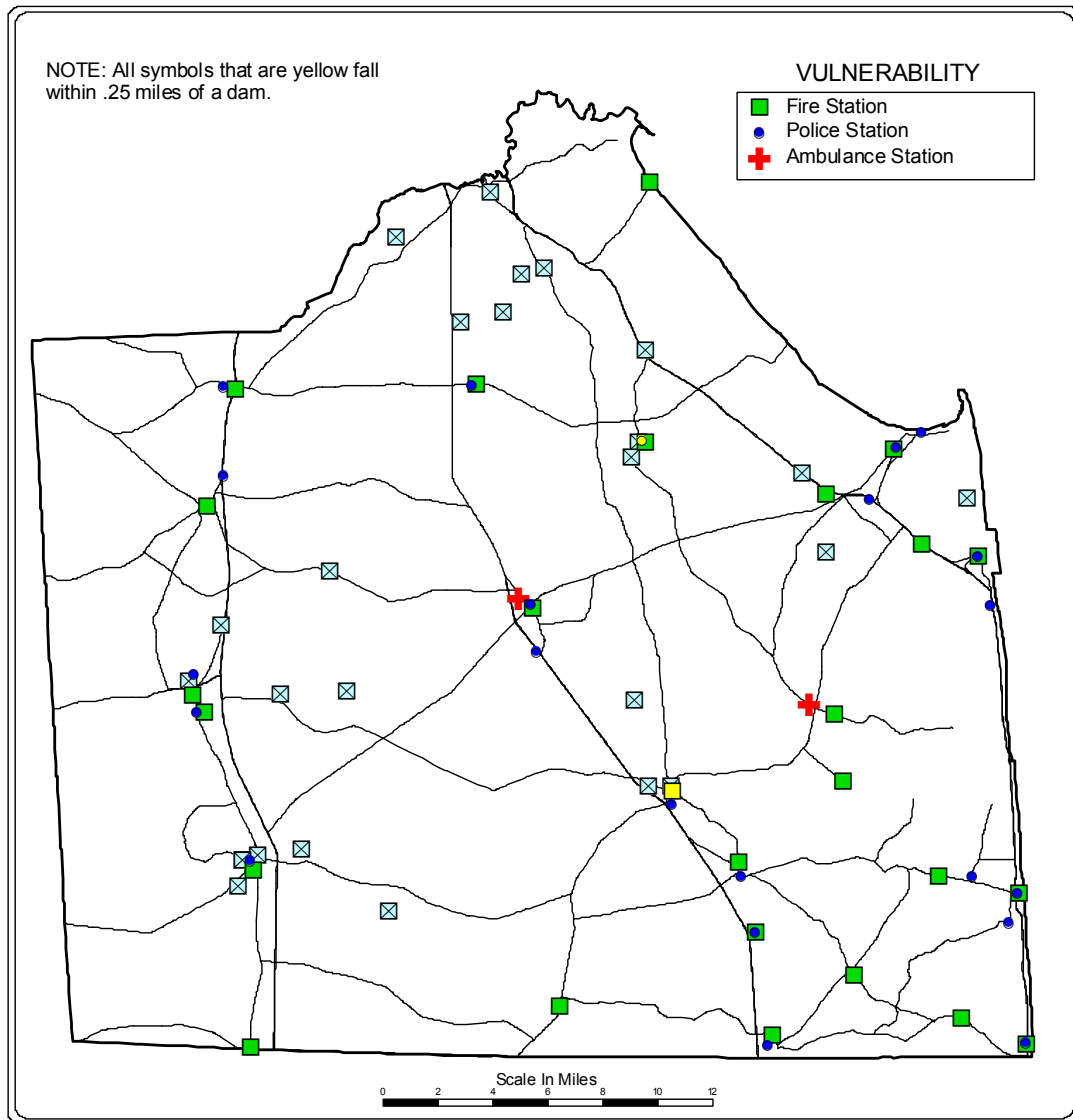 NOTE: All symbols that are yellow fall
within .25 miles of a dam.
VULNERABILITY
Fire Station
Police Station
Ambulance Station
Scale In Miles
0 2 4 6 8 10 12